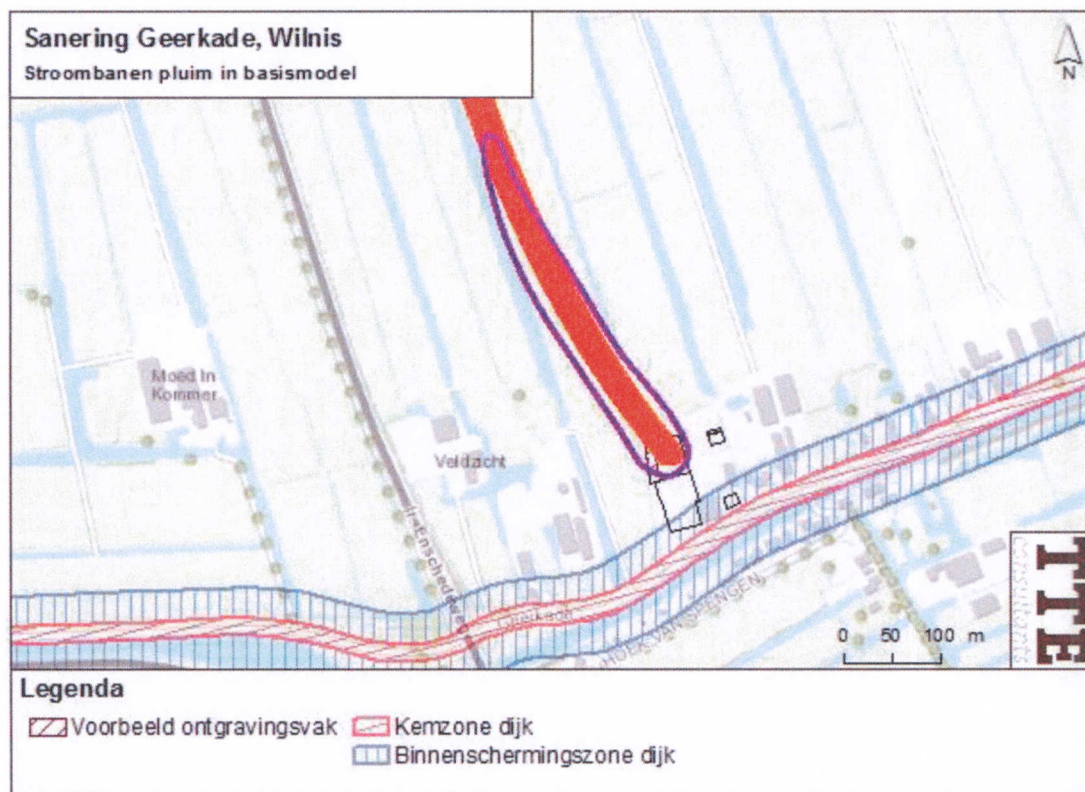 Sanering Geerkade, Wilnis
Stroombanen pluim in basismodel
N
Moed In
Kommer
Veldzicht
Geerkade
HOEK VAN SPENGEN
0 50 100 m
TTE
Legenda
Voorbeeld ontgravingsvak
Kernzone dijk
Binnenschermingszone dijk